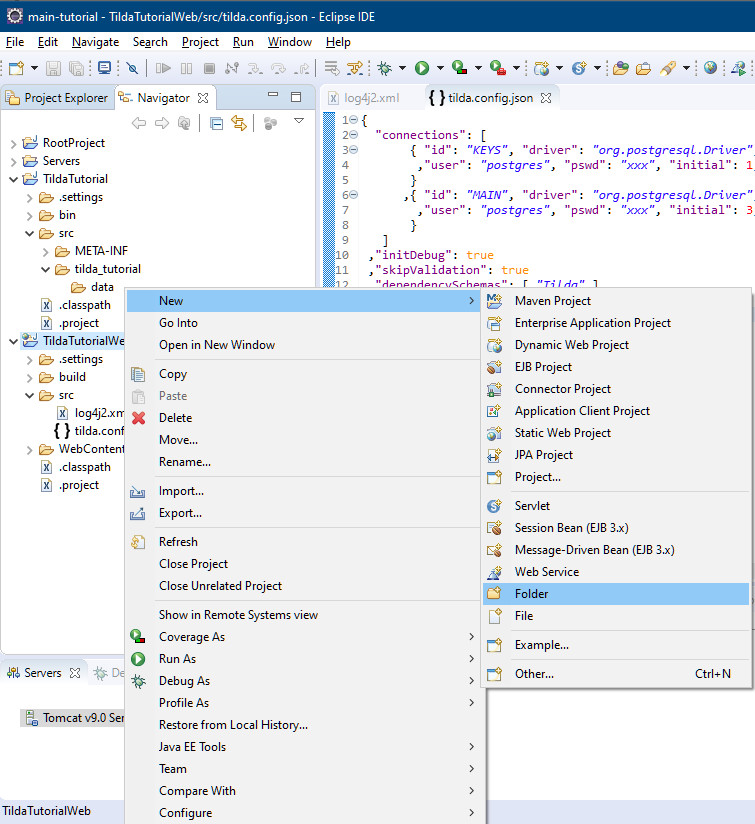 main-tutorial - TildaTutorialWeb/src/tilda.config.json - Eclipse IDE
File Edit Navigate Search Project Run Window Help
Project Explorer Navigator
log4j2.xml {} tilda.config.json
RootProject
Servers
TildaTutorial
.settings
bin
src
META-INF
tilda_tutorial
data
.classpath
.project
TildaTutorialWe
.settings
build
src
log4j2.xm
{} tilda.conf
WebContent
.classpath
.project
1 {
2 "connections": [
3 { "id": "KEYS", "driver": "org.postgresql.Driver"
4 ,"user": "postgres", "pswd": "xxx", "initial": 1
5 }
6 ,{ "id": "MAIN", "driver": "org.postgresql.Driver"
7 ,"user": "postgres", "pswd": "xxx", "initial": 3
8 }
9 ]
10 ,"initDebug": true
11 ,"skipValidation": true
12 "dependencySchemas": [ "Tilda" ]
New
Go Into
Open in New Window
Copy
Paste
Delete
Move...
Rename...
Import...
Export...
Refresh
Close Project
Close Unrelated Project
Show in Remote Systems view
Coverage As
Run As
Debug As
Profile As
Restore from Local History...
Java EE Tools
Team
Compare With
Configure
Maven Project
Enterprise Application Project
Dynamic Web Project
EJB Project
Connector Project
Application Client Project
Static Web Project
JPA Project
Project...
Servlet
Session Bean (EJB 3.x)
Message-Driven Bean (EJB 3.x)
Web Service
Folder
File
Example...
Other... Ctrl+N
Servers De
Tomcat v9.0 Ser
TildaTutorialWeb